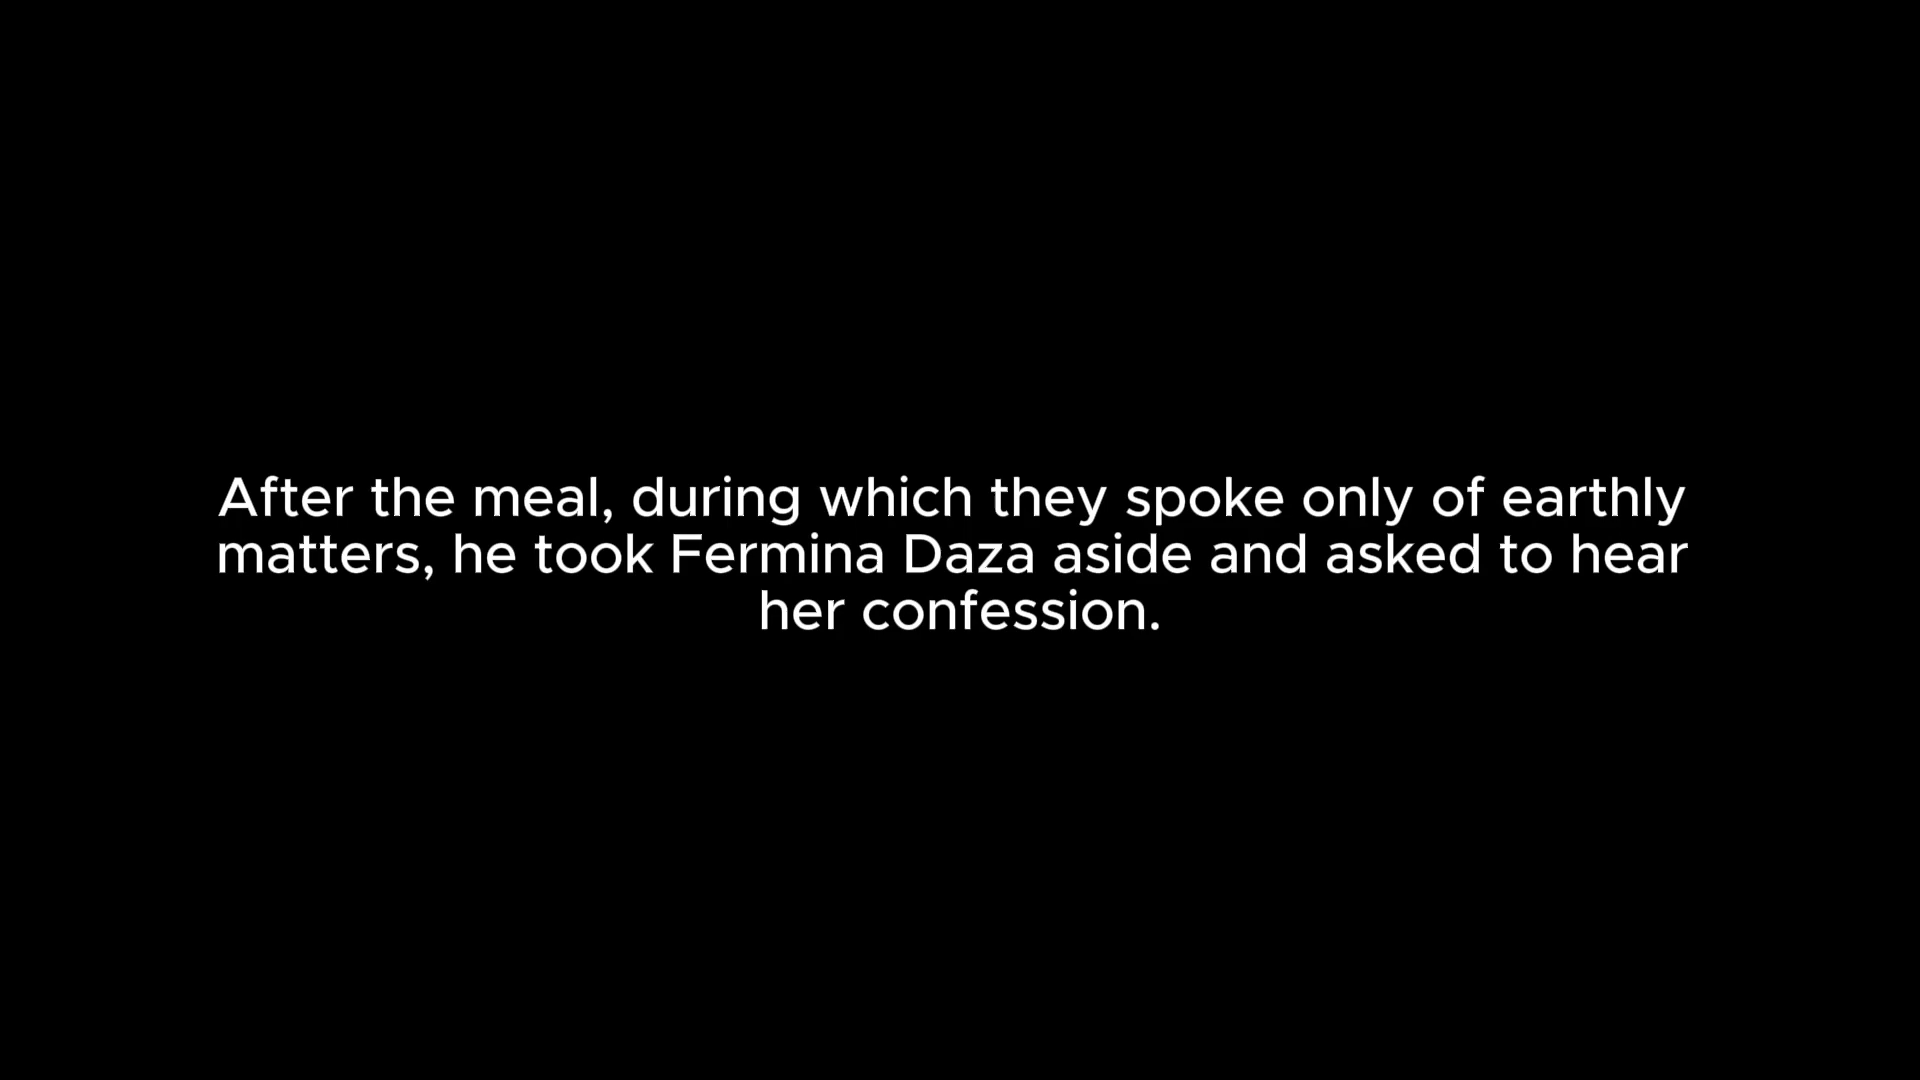 After the meal, during which they spoke only of earthly
matters, he took Fermina Daza aside and asked to hear
her confession.